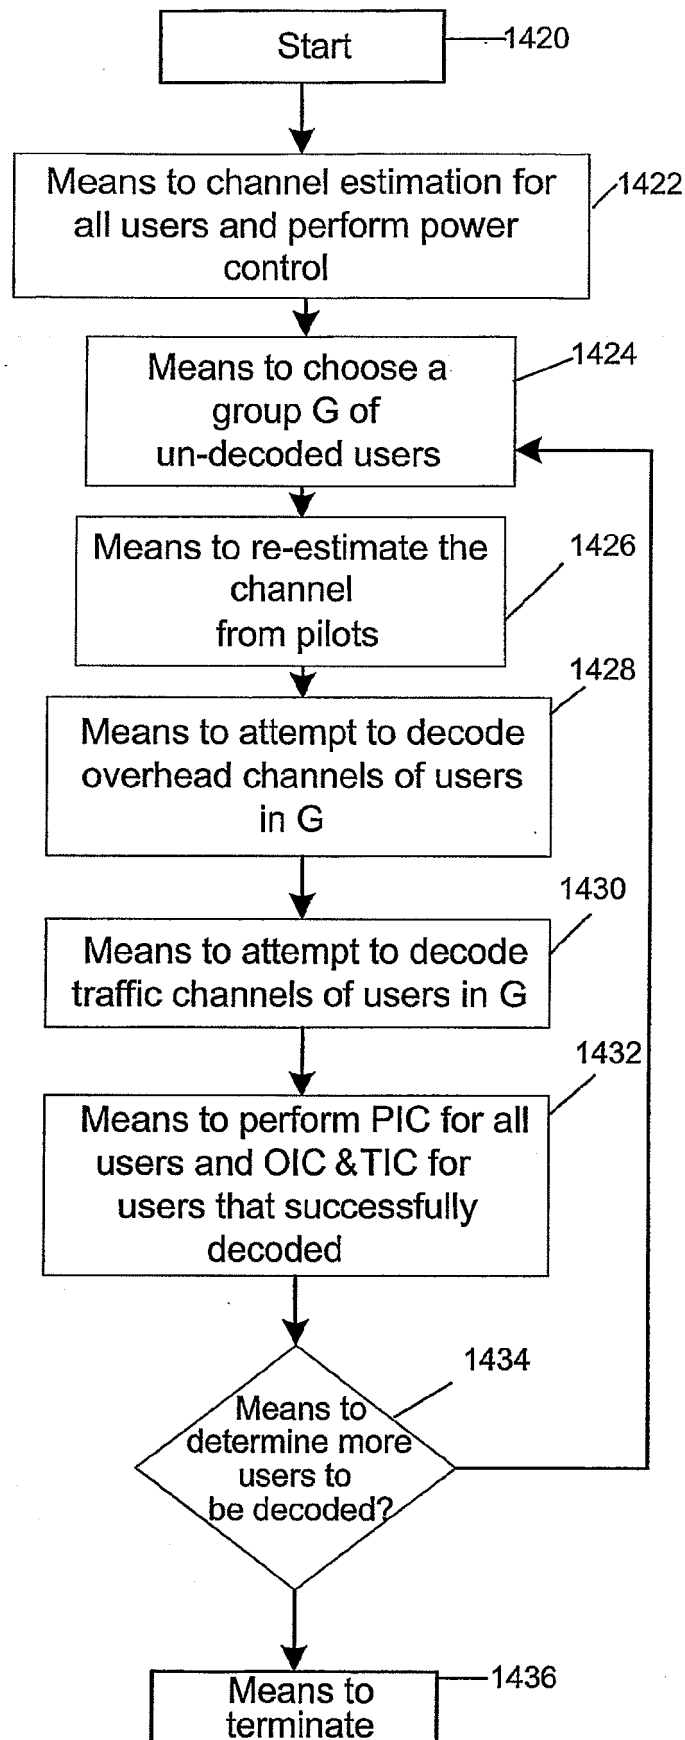 Start
1420
Means to channel estimation for
all users and perform power
control
1422
Means to choose a
group G of
un-decoded users
1424
Means to re-estimate the
channel
from pilots
1426
Means to attempt to decode
overhead channels of users
in G
1428
Means to attempt to decode
traffic channels of users in G
1430
Means to perform PIC for all
users and OIC &TIC for
users that successfully
decoded
1432
Means to
determine more
users to
be decoded?
1434
Means to
terminate
1436